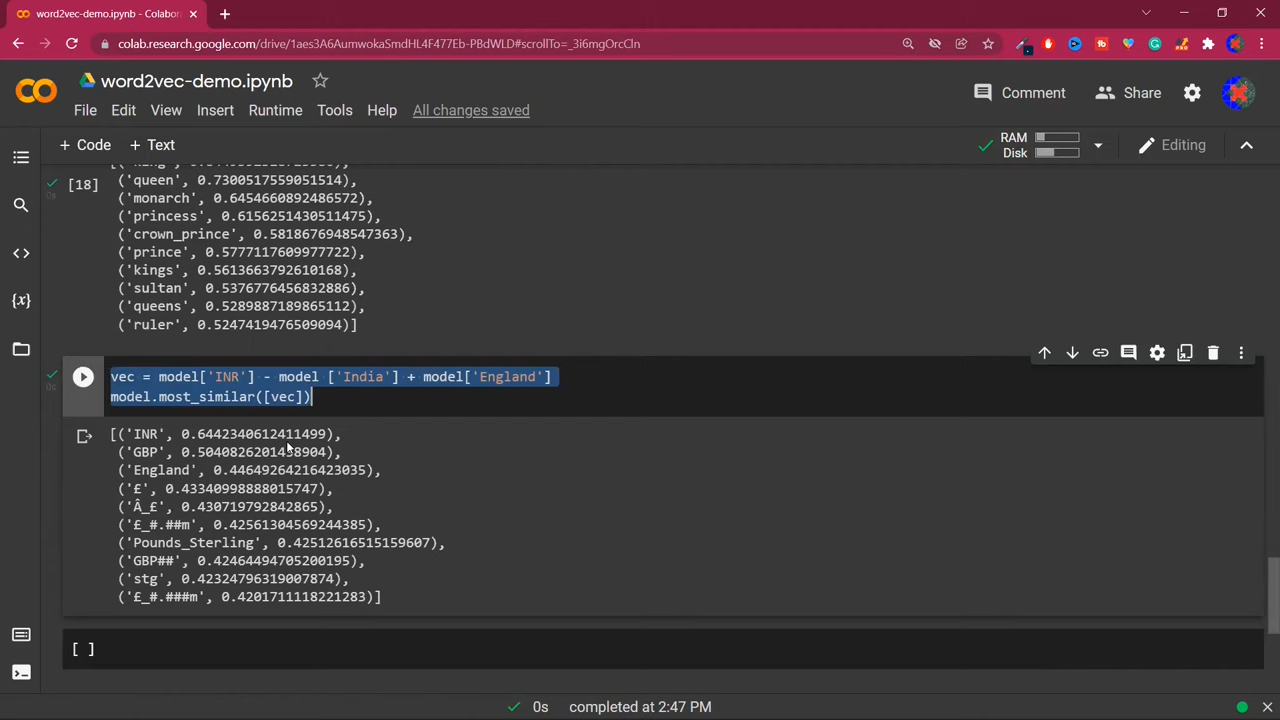 word2vec-demo.ipynb - Colabor
colab.research.google.com/drive/1aes3A6AumwokaSmdHL4F477Eb-PBdWLD#scrollTo=_3i6mgOrcCln
word2vec-demo.ipynb
File Edit View Insert Runtime Tools Help All changes saved
Comment Share
+ Code + Text
RAM
Disk
Editing
[18]
('queen', 0.7300517559051514),
('monarch', 0.6454660892486572),
('princess', 0.6156251430511475),
('crown_prince', 0.5818676948547363),
('prince', 0.5777117609977722),
('kings', 0.5613663792610168),
('sultan', 0.5376776456832886),
('queens', 0.5289887189865112),
('ruler', 0.5247419476509094)]
vec = model['INR'] - model ['India'] + model['England']
model.most_similar([vec])
[('INR', 0.6442340612411499),
('GBP', 0.5040826201438904),
('England', 0.44649264216423035),
('£', 0.43340998888015747),
('Â_£', 0.430719792842865),
('£_#.##m', 0.42561304569244385),
('Pounds_Sterling', 0.42512616515159607),
('GBP##', 0.42464494705200195),
('stg', 0.42324796319007874),
('£_#.###m', 0.4201711118221283)]
[ ]
0s completed at 2:47 PM